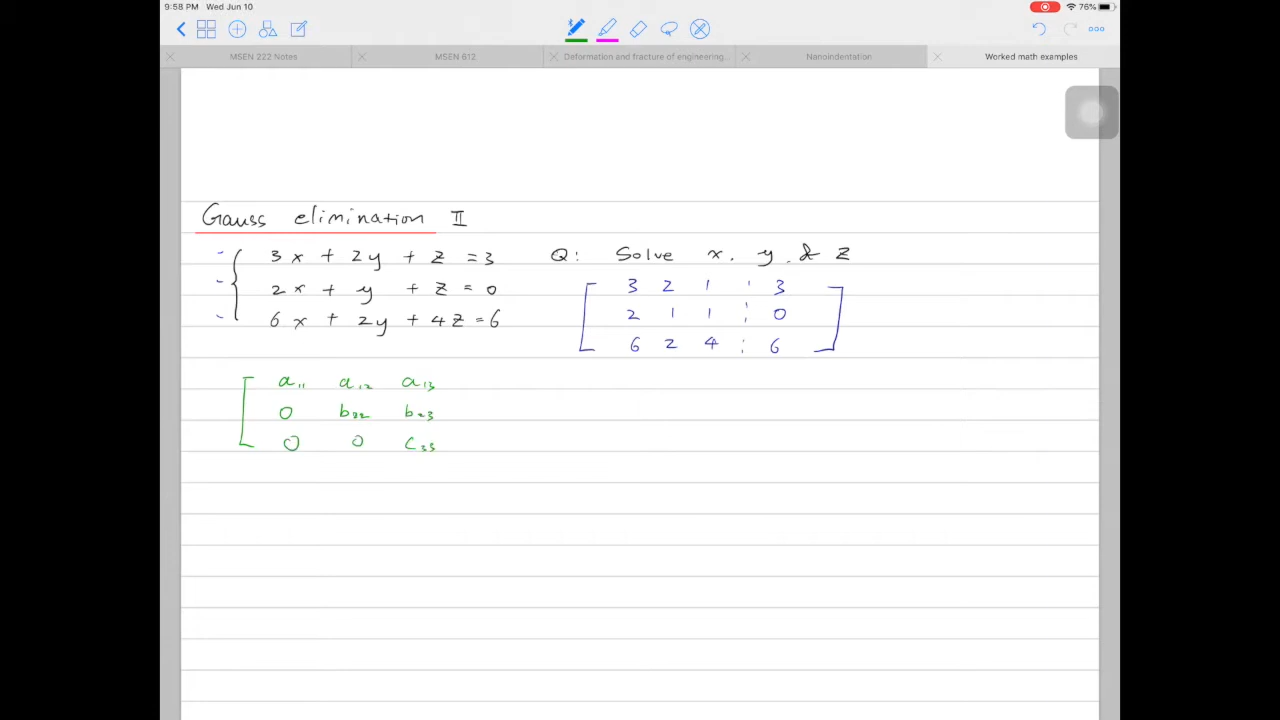 9:58 PM Wed Jun 10
76%
MSEN 222 Notes
MSEN 612
Deformation and fracture of engineering...
Nanoindentation
Worked math examples
Gauss elimination II
3x + 2y + z = 3
2x + y + z = 0
6x + 2y + 4z = 6
Q: Solve x, y, & z
3 2 1 ⋮ 3
2 1 1 ⋮ 0
6 2 4 ⋮ 6
a₁₁ a₁₂ a₁₃
0 b₂₂ b₂₃
0 0 c₃₃